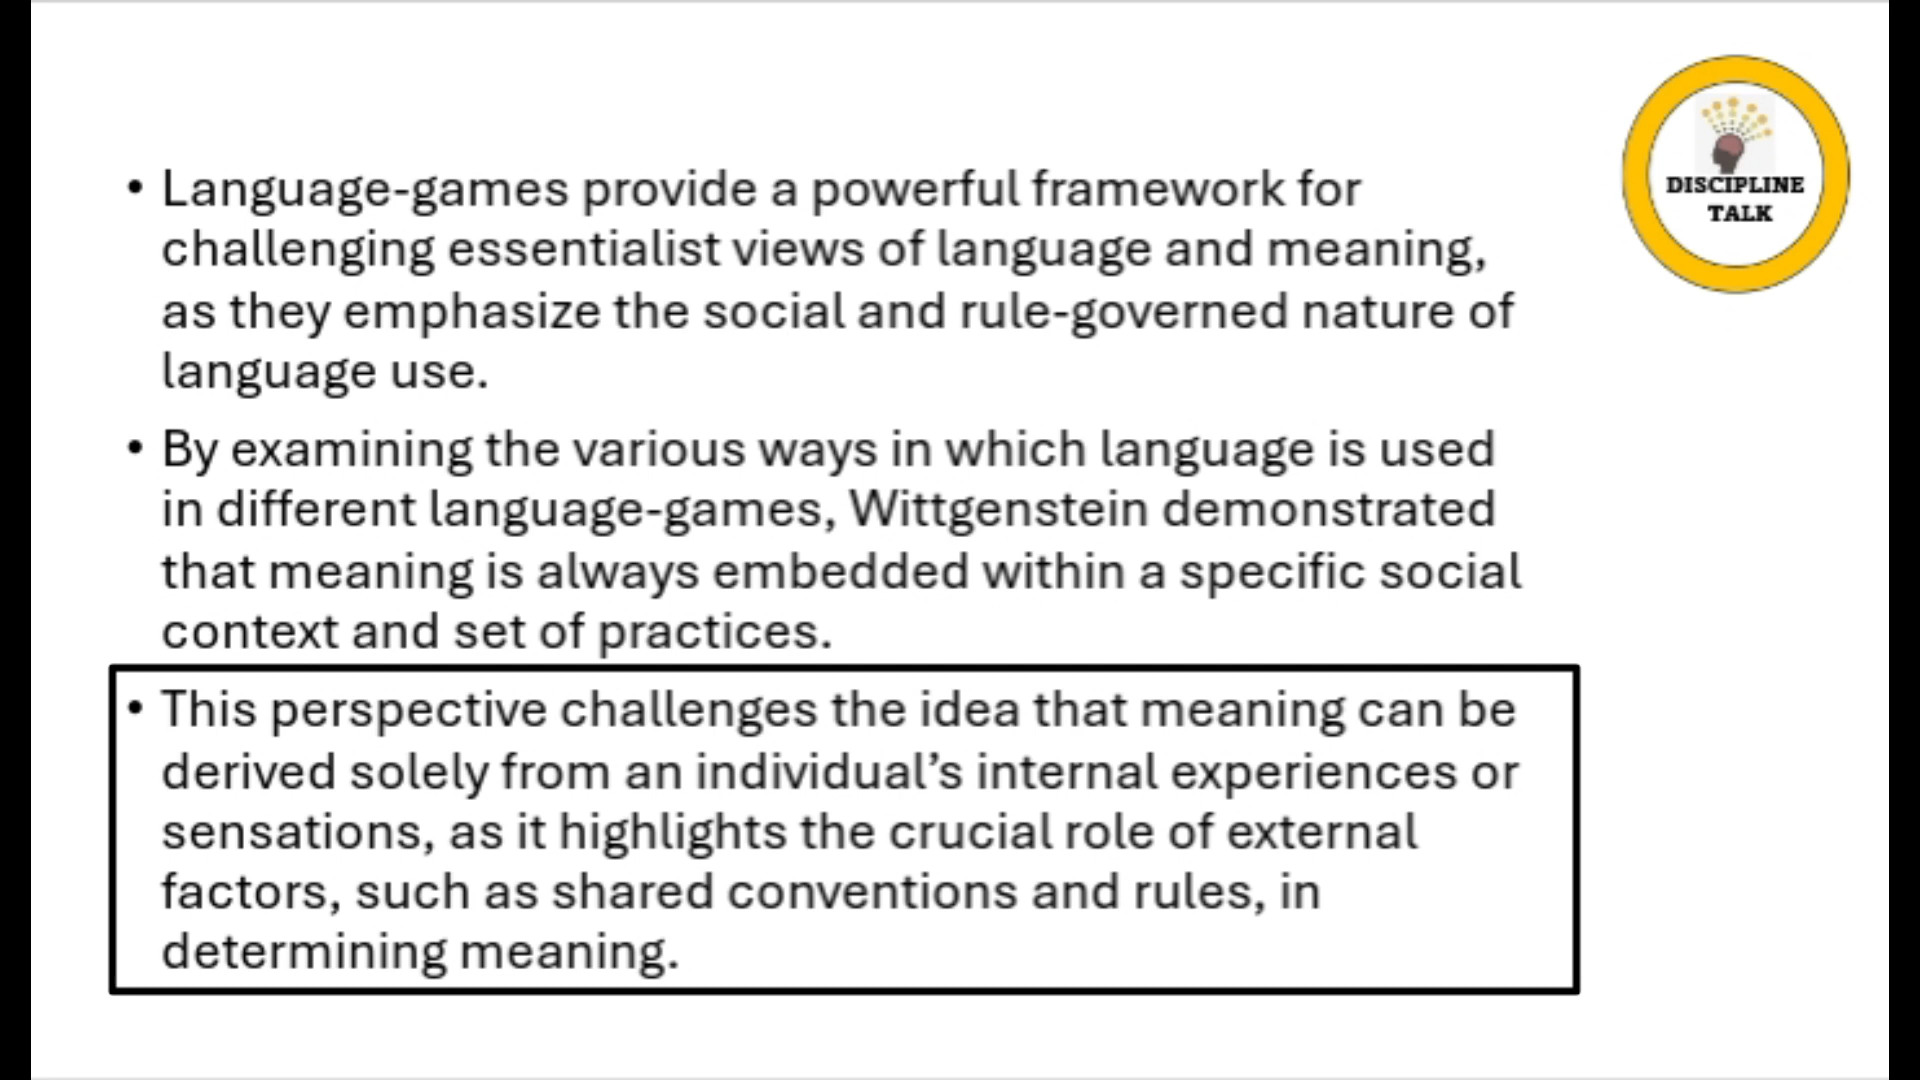 • Language-games provide a powerful framework for
challenging essentialist views of language and meaning,
as they emphasize the social and rule-governed nature of
language use.
• By examining the various ways in which language is used
in different language-games, Wittgenstein demonstrated
that meaning is always embedded within a specific social
context and set of practices.
• This perspective challenges the idea that meaning can be
derived solely from an individual’s internal experiences or
sensations, as it highlights the crucial role of external
factors, such as shared conventions and rules, in
determining meaning.
DISCIPLINE
TALK